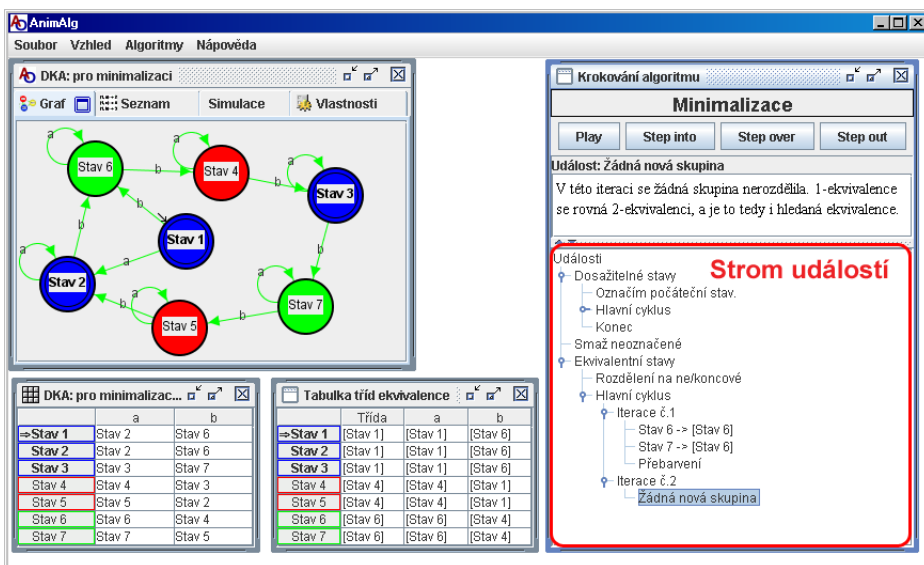 AnimAlg
Soubor Vzhled Algoritmy Nápověda
DKA: pro minimalizaci
Graf Seznam Simulace Vlastnosti
a
Stav 6
b
a
Stav 4
b
a
Stav 3
b
Stav 1
b
a
a
Stav 2
b
a
Stav 5
b
a
Stav 7
b
DKA: pro minimalizac...
a b
⇒Stav 1 Stav 2 Stav 6
Stav 2 Stav 2 Stav 6
Stav 3 Stav 3 Stav 7
Stav 4 Stav 4 Stav 3
Stav 5 Stav 5 Stav 2
Stav 6 Stav 6 Stav 4
Stav 7 Stav 7 Stav 5
Tabulka tříd ekvivalence
Třída a b
⇒Stav 1 [Stav 1] [Stav 1] [Stav 6]
Stav 2 [Stav 1] [Stav 1] [Stav 6]
Stav 3 [Stav 1] [Stav 1] [Stav 6]
Stav 4 [Stav 4] [Stav 4] [Stav 1]
Stav 5 [Stav 4] [Stav 4] [Stav 1]
Stav 6 [Stav 6] [Stav 6] [Stav 4]
Stav 7 [Stav 6] [Stav 6] [Stav 4]
Krokování algoritmu
Minimalizace
Play Step into Step over Step out
Událost: Žádná nová skupina
V této iteraci se žádná skupina nerozdělila. 1-ekvivalence
se rovná 2-ekvivalenci, a je to tedy i hledaná ekvivalence.
Strom událostí
Události
Dosažitelné stavy
Označím počáteční stav.
Hlavní cyklus
Konec
Smaž neoznačené
Ekvivalentní stavy
Rozdělení na ne/koncové
Hlavní cyklus
Iterace č.1
Stav 6 -> [Stav 6]
Stav 7 -> [Stav 6]
Přebarvení
Iterace č.2
Žádná nová skupina